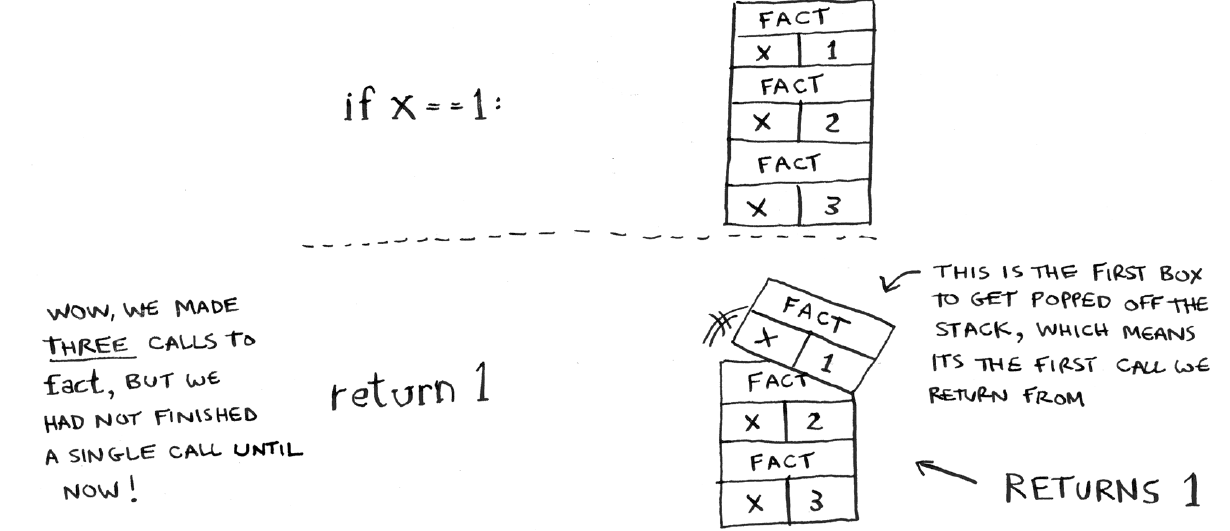 if x==1:
FACT
X 1
FACT
X 2
FACT
X 3
WOW, WE MADE
THREE CALLS TO
fact, BUT WE
HAD NOT FINISHED
A SINGLE CALL UNTIL
NOW!
return 1
FACT
X 1
FACT
X 2
FACT
X 3
THIS IS THE FIRST BOX
TO GET POPPED OFF THE
STACK, WHICH MEANS
ITS THE FIRST CALL WE
RETURN FROM
RETURNS 1